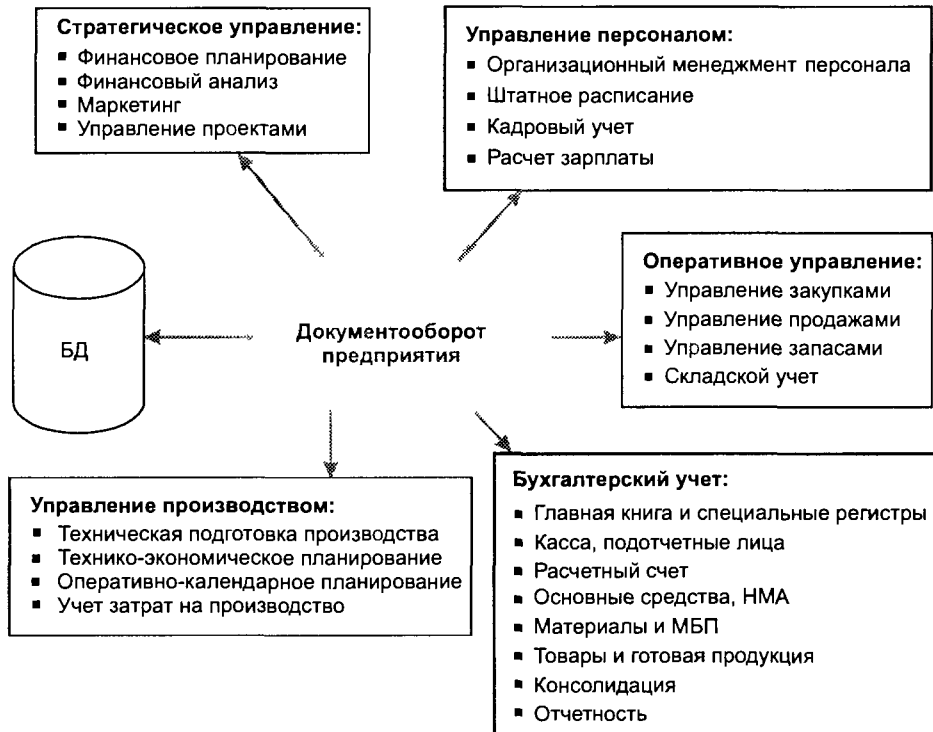 Стратегическое управление:
▪ Финансовое планирование
▪ Финансовый анализ
▪ Маркетинг
▪ Управление проектами
Управление персоналом:
▪ Организационный менеджмент персонала
▪ Штатное расписание
▪ Кадровый учет
▪ Расчет зарплаты
БД
Документооборот
предприятия
Оперативное управление:
▪ Управление закупками
▪ Управление продажами
▪ Управление запасами
▪ Складской учет
Управление производством:
▪ Техническая подготовка производства
▪ Технико-экономическое планирование
▪ Оперативно-календарное планирование
▪ Учет затрат на производство
Бухгалтерский учет:
▪ Главная книга и специальные регистры
▪ Касса, подотчетные лица
▪ Расчетный счет
▪ Основные средства, НМА
▪ Материалы и МБП
▪ Товары и готовая продукция
▪ Консолидация
▪ Отчетность